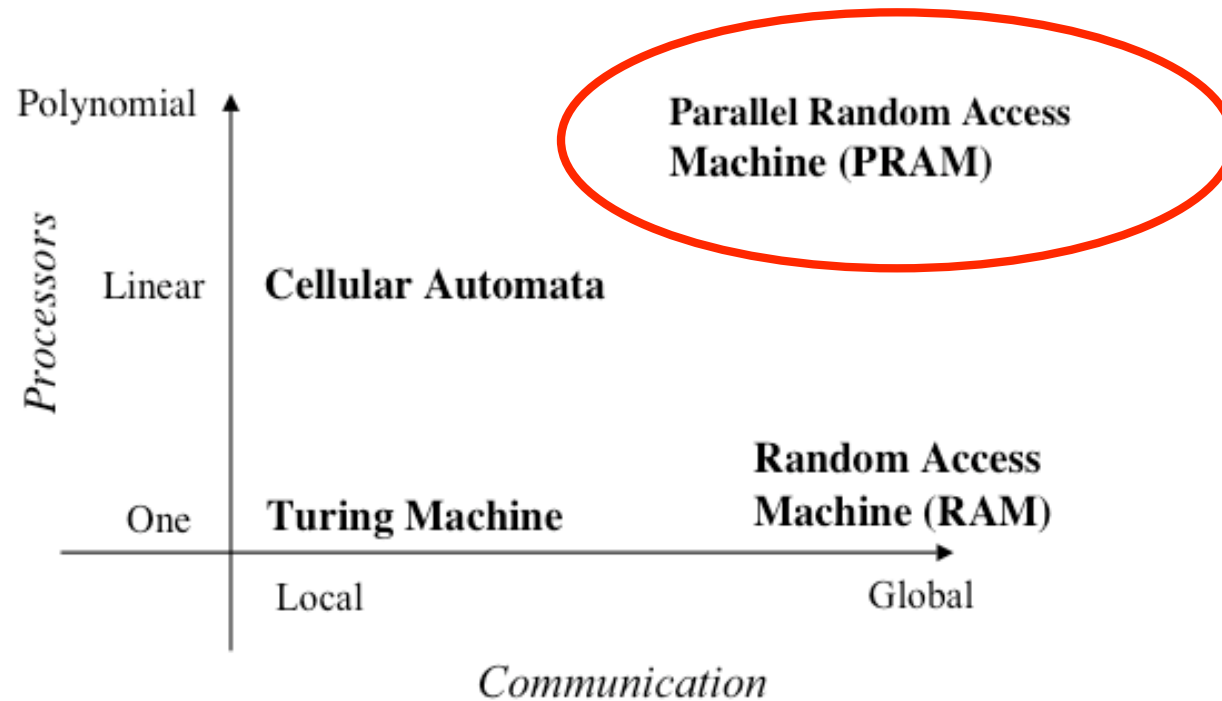 Polynomial
Parallel Random Access
Machine (PRAM)
Processors
Linear
Cellular Automata
Random Access
Machine (RAM)
One
Turing Machine
Local
Global
Communication